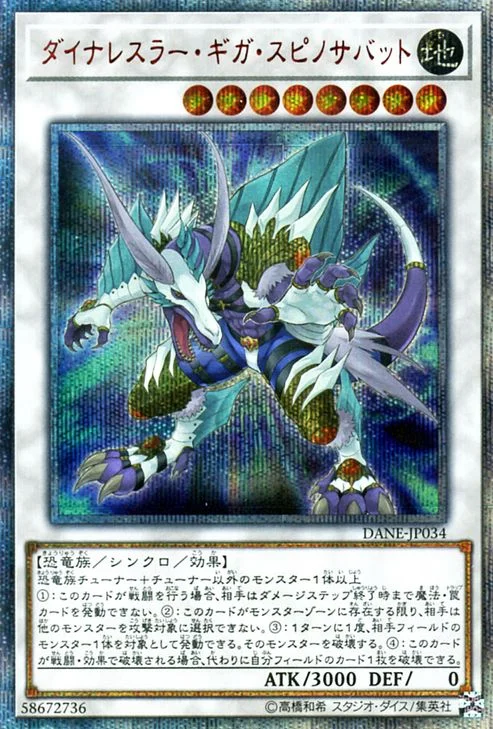 ダイナレスラー・ギガ・スピノサバット
地
DANE-JP034
【恐竜族／シンクロ／効果】
恐竜族チューナー＋チューナー以外のモンスター1体以上
①：このカードが戦闘を行う場合、相手はダメージステップ終了時まで魔法・罠
カードを発動できない。②：このカードがモンスターゾーンに存在する限り、相手は
他のモンスターを攻撃対象に選択できない。③：1ターンに1度、相手フィールドの
モンスター1体を対象として発動できる。そのモンスターを破壊する。④：このカード
が戦闘・効果で破壊される場合、代わりに自分フィールドのカード1枚を破壊できる。
ATK/3000 DEF/ 0
58672736
©高橋和希 スタジオ・ダイス/集英社